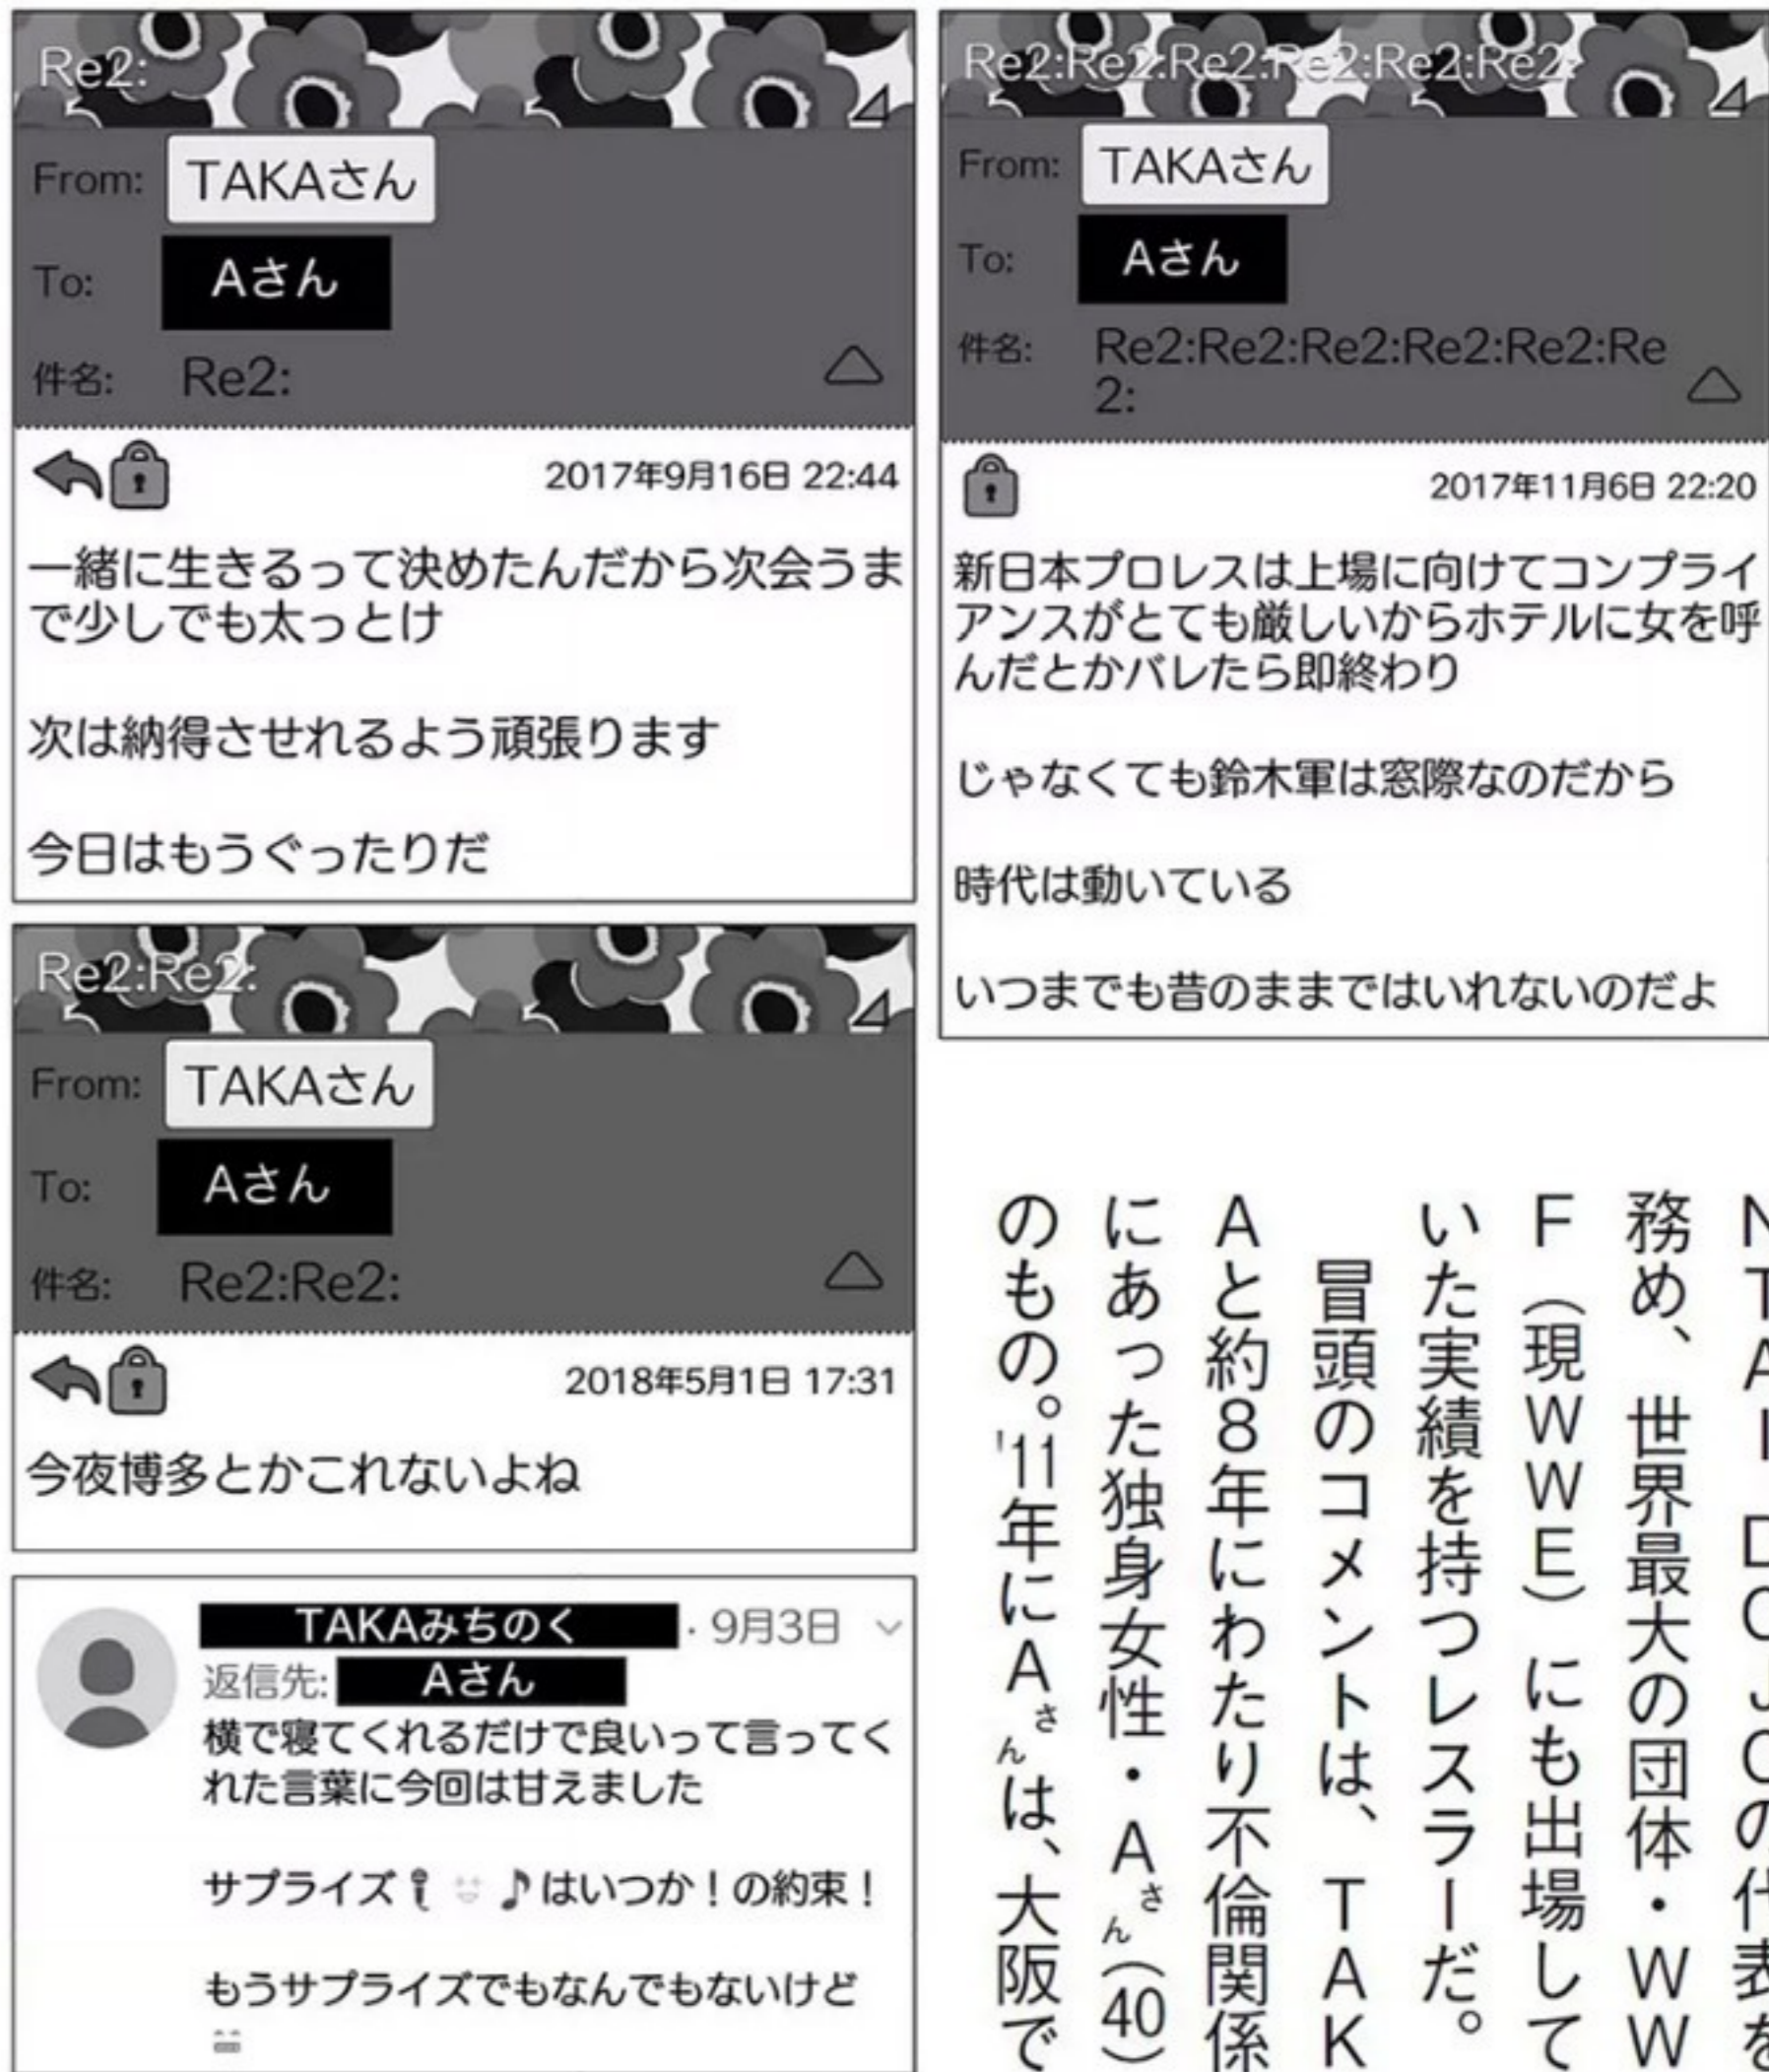 Re2:
From: TAKAさん
To: Aさん
件名: Re2:
2017年9月16日 22:44
一緒に生きるって決めたんだから次会うま
で少しでも太っとけ
次は納得させれるよう頑張ります
今日はもうぐったりだ
Re2:Re2:
From: TAKAさん
To: Aさん
件名: Re2:Re2:
2018年5月1日 17:31
今夜博多とかこれないよね
TAKAみちのく ・9月3日
返信先: Aさん
横で寝てくれるだけで良いって言ってく
れた言葉に今回は甘えました
サプライズ🎤 ♪はいつか！の約束！
もうサプライズでもなんでもないけど
Re2:Re2:Re2:Re2:Re2:Re2:
From: TAKAさん
To: Aさん
件名: Re2:Re2:Re2:Re2:Re2:Re
2:
2017年11月6日 22:20
新日本プロレスは上場に向けてコンプライ
アンスがとても厳しいからホテルに女を呼
んだとかバレたら即終わり
じゃなくても鈴木軍は窓際なのだから
時代は動いている
いつまでも昔のままではいれないのだよ
NTAI DOJOの代表を
務め、世界最大の団体・WW
F（現WWE）にも出場して
いた実績を持つレスラーだ。
冒頭のコメントは、TAK
Aと約8年にわたり不倫関係
にあった独身女性・Aさん（40）
のもの。'11年にAさんは、大阪で